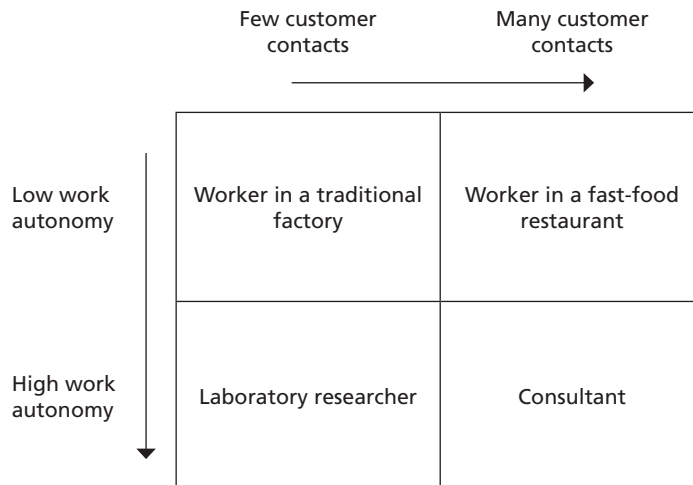 Few customer
contacts
Many customer
contacts
Low work
autonomy
Worker in a traditional
factory
Worker in a fast-food
restaurant
High work
autonomy
Laboratory researcher
Consultant